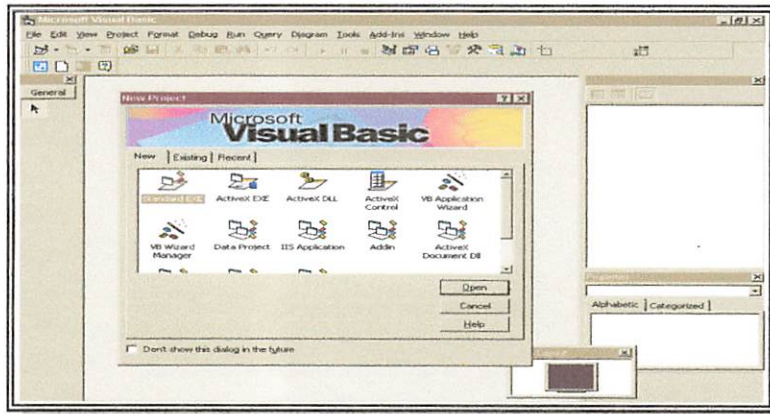 Microsoft Visual Basic
File Edit View Project Format Debug Run Query Diagram Tools Add-Ins Window Help
General
New Project
Microsoft
Visual Basic
New Existing Recent
Standard EXE ActiveX EXE ActiveX DLL ActiveX Control VB Application Wizard
VB Wizard Manager Data Project IIS Application Addin ActiveX Document Dll
Open
Cancel
Help
Don't show this dialog in the future
Properties
Alphabetic Categorized